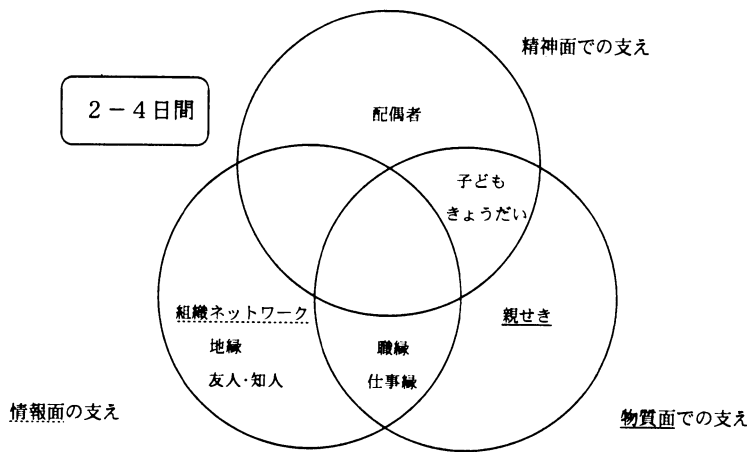 精神面での支え
2－4日間
配偶者
子ども
きょうだい
組織ネットワーク
地縁
友人・知人
職縁
仕事縁
親せき
情報面の支え
物質面での支え